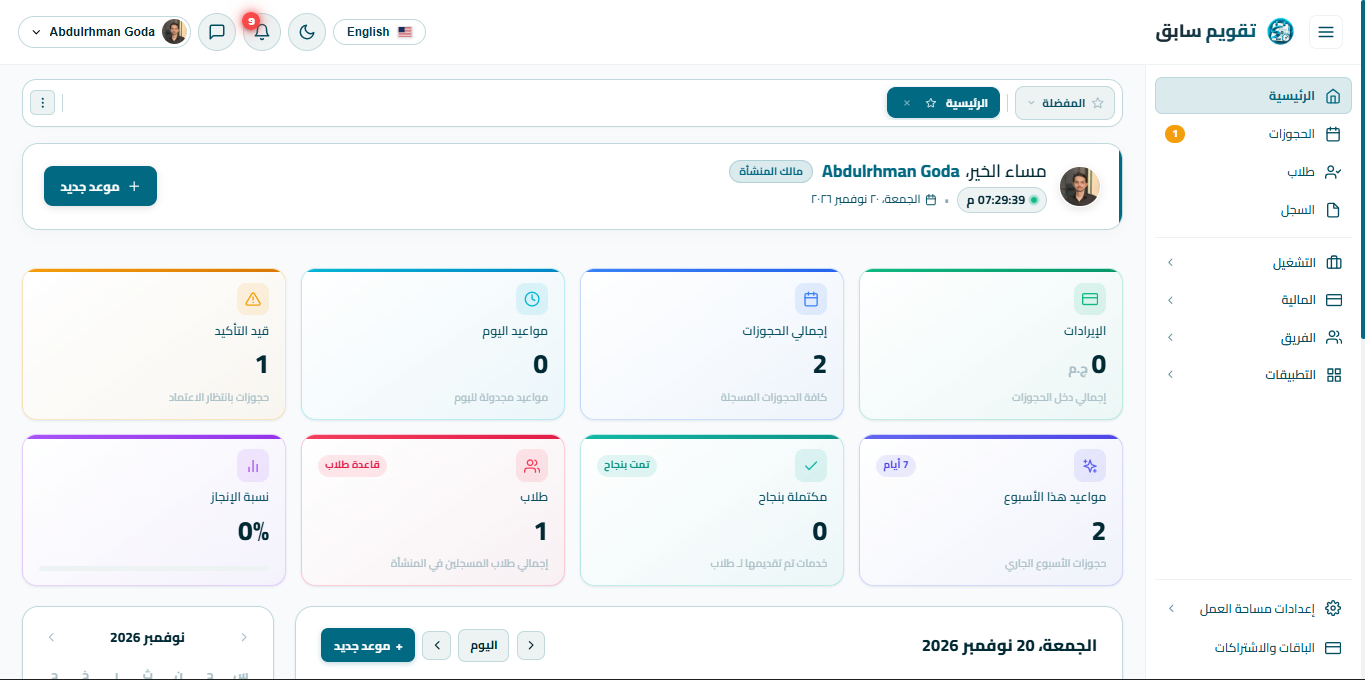 تقويم سابق
English
9
Abdulrhman Goda
الرئيسية
الحجوزات
1
طلاب
السجل
التشغيل
المالية
الفريق
التطبيقات
إعدادات مساحة العمل
الباقات والاشتراكات
المفضلة
الرئيسية
مساء الخير، Abdulrhman Goda مالك المنشأة
07:29:39 م • الجمعة، ٢٠ نوفمبر ٢٠٢٦
+ موعد جديد
الإيرادات
0 ج.م
إجمالي دخل الحجوزات
إجمالي الحجوزات
2
كافة الحجوزات المسجلة
مواعيد اليوم
0
مواعيد مجدولة لليوم
قيد التأكيد
1
حجوزات بانتظار الاعتماد
7 أيام
مواعيد هذا الأسبوع
2
حجوزات الأسبوع الجاري
تمت بنجاح
مكتملة بنجاح
0
خدمات تم تقديمها لـ طلاب
قاعدة طلاب
طلاب
1
إجمالي طلاب المسجلين في المنشأة
نسبة الإنجاز
0%
الجمعة، 20 نوفمبر 2026
اليوم
+ موعد جديد
نوفمبر 2026